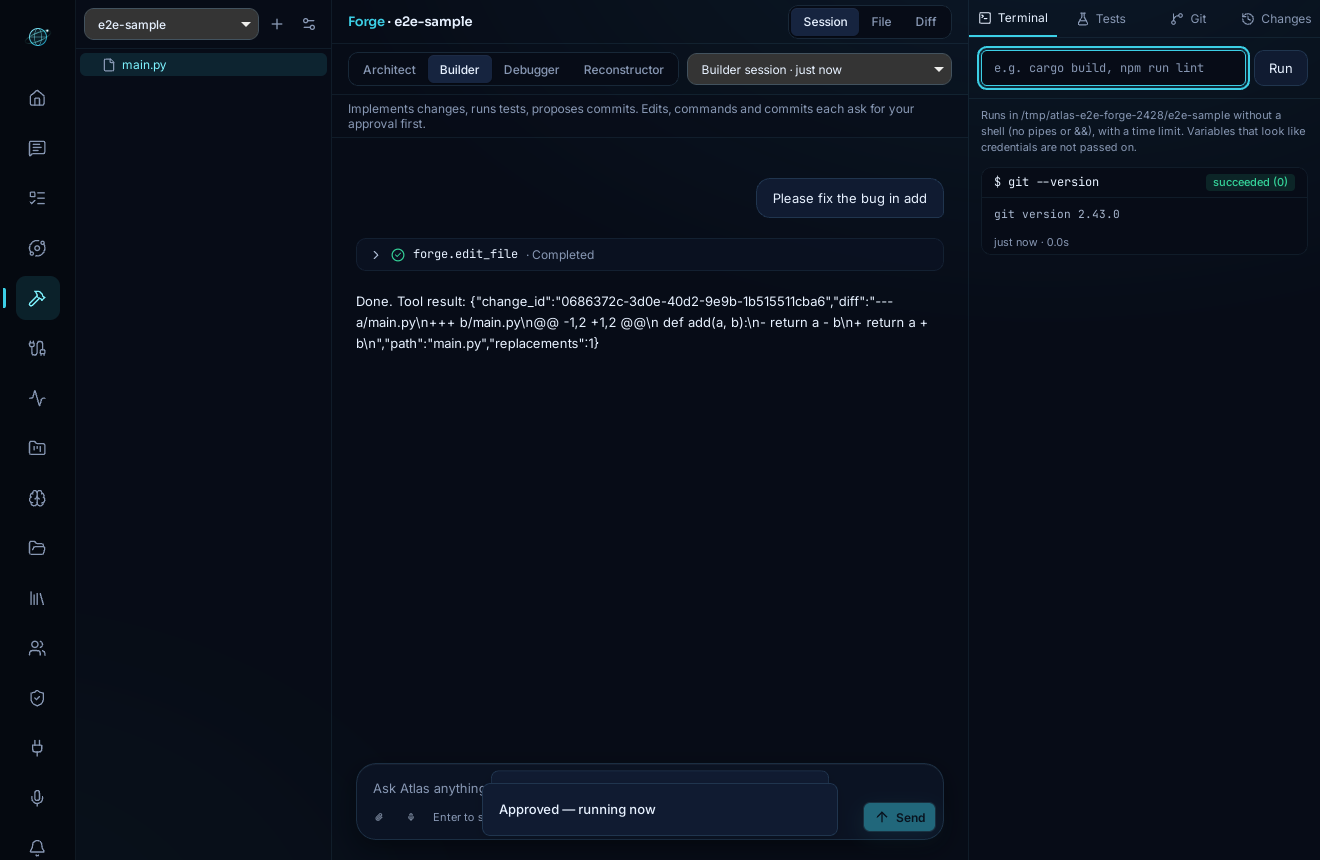 e2e-sample
main.py
Forge · e2e-sample
Session
File
Diff
Architect
Builder
Debugger
Reconstructor
Builder session · just now
Implements changes, runs tests, proposes commits. Edits, commands and commits each ask for your
approval first.
Please fix the bug in add
forge.edit_file · Completed
Done. Tool result: {"change_id":"0686372c-3d0e-40d2-9e9b-1b515511cba6","diff":"---
a/main.py\n+++ b/main.py\n@@ -1,2 +1,2 @@\n def add(a, b):\n- return a - b\n+ return a +
b\n","path":"main.py","replacements":1}
Ask Atlas anything
Enter to s
Approved — running now
Send
Terminal
Tests
Git
Changes
e.g. cargo build, npm run lint
Run
Runs in /tmp/atlas-e2e-forge-2428/e2e-sample without a
shell (no pipes or &&), with a time limit. Variables that look like
credentials are not passed on.
$ git --version
succeeded (0)
git version 2.43.0
just now · 0.0s